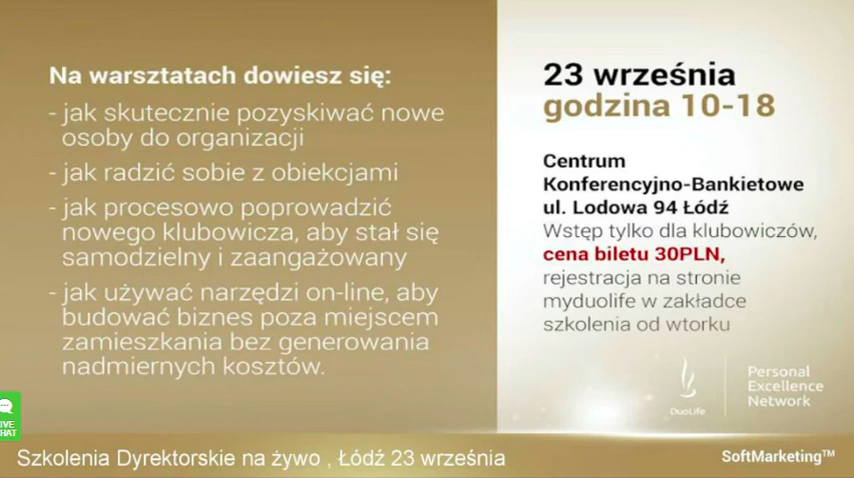 Na warsztatach dowiesz się:
- jak skutecznie pozyskiwać nowe
osoby do organizacji
- jak radzić sobie z obiekcjami
- jak procesowo poprowadzić
nowego klubowicza, aby stał się
samodzielny i zaangażowany
- jak używać narzędzi on-line, aby
budować biznes poza miejscem
zamieszkania bez generowania
nadmiernych kosztów.
23 września
godzina 10-18
Centrum
Konferencyjno-Bankietowe
ul. Lodowa 94 Łódź
Wstęp tylko dla klubowiczów,
cena biletu 30PLN,
rejestracja na stronie
myduolife w zakładce
szkolenia od wtorku
DuoLife
Personal
Excellence
Network
Szkolenia Dyrektorskie na żywo , Łódź 23 września
SoftMarketing™